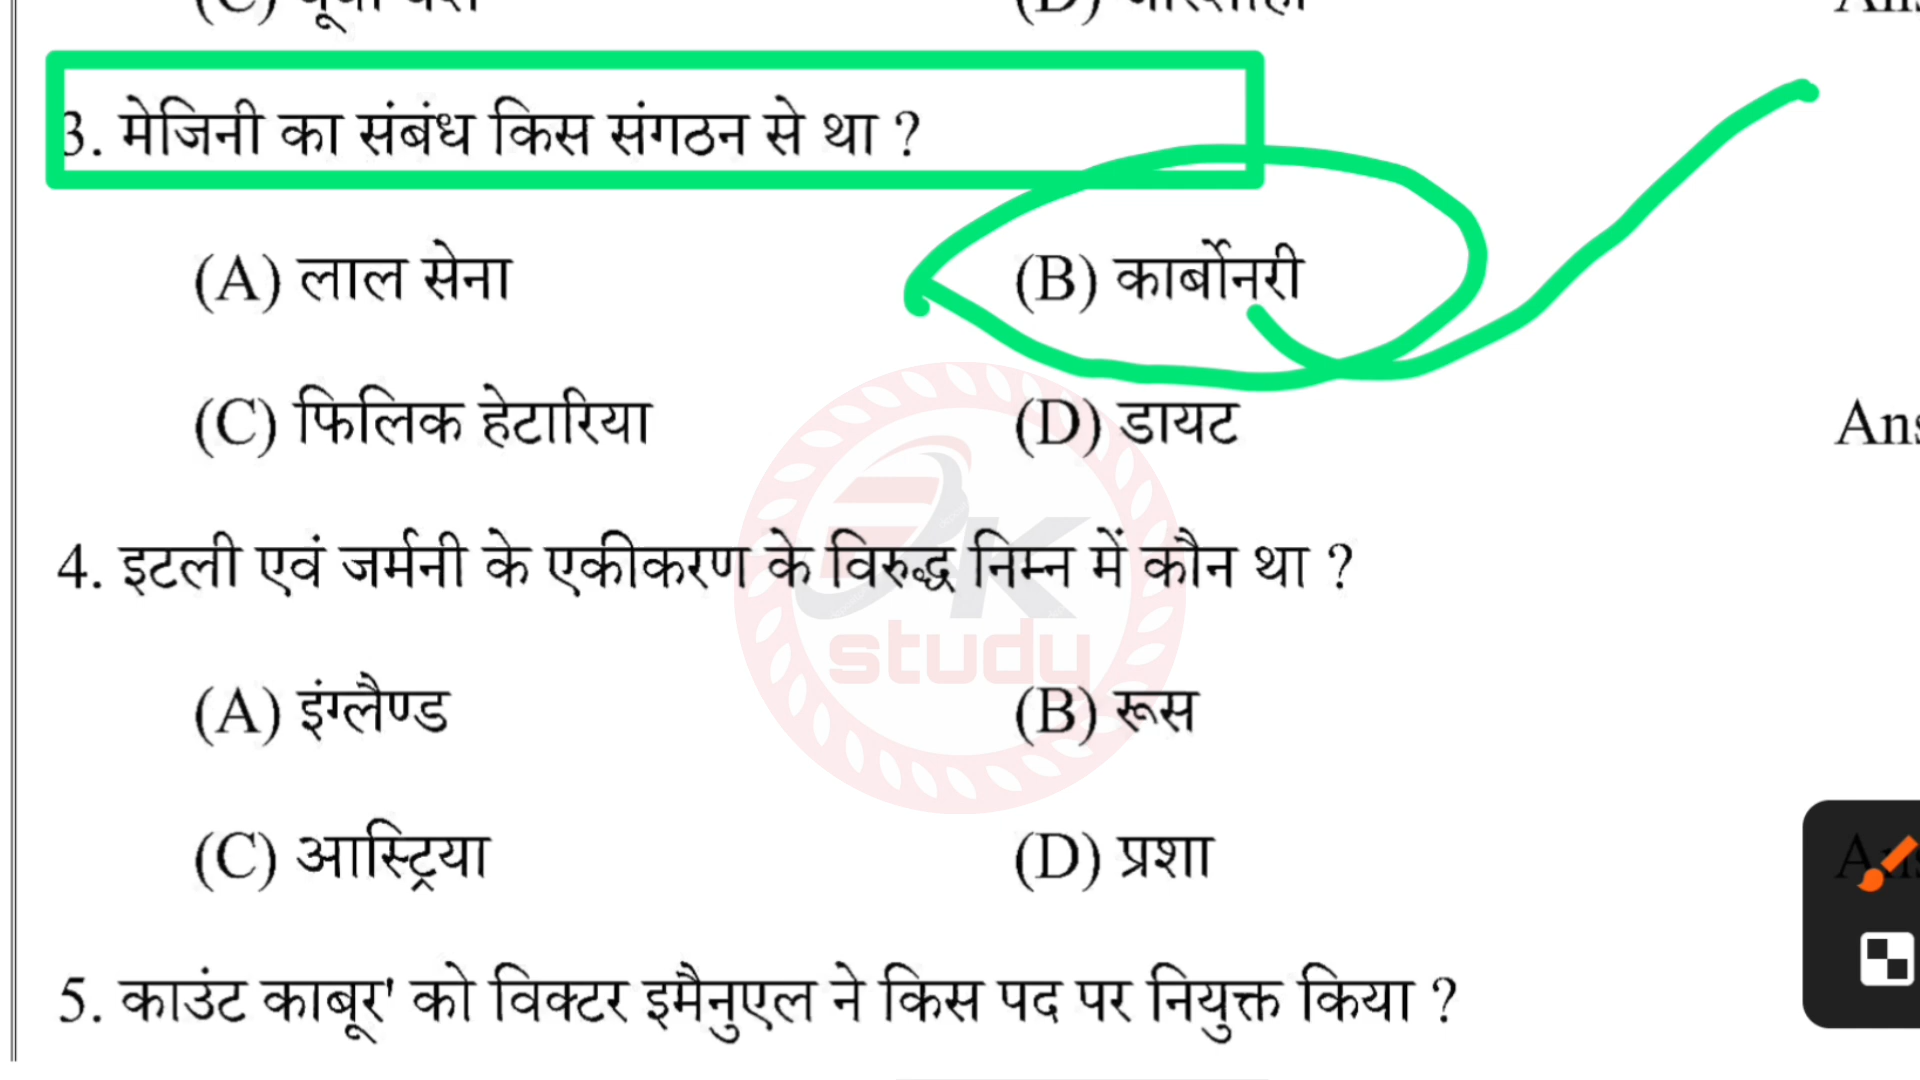 3. मेजिनी का संबंध किस संगठन से था ?
(A) लाल सेना (B) कार्बोनरी
(C) फिलिक हेटारिया (D) डायट
4. इटली एवं जर्मनी के एकीकरण के विरुद्ध निम्न में कौन था ?
study
(A) इंग्लैण्ड (B) रूस
(C) आस्ट्रिया (D) प्रशा
5. काउंट काबूर' को विक्टर इमैनुएल ने किस पद पर नियुक्त किया ?